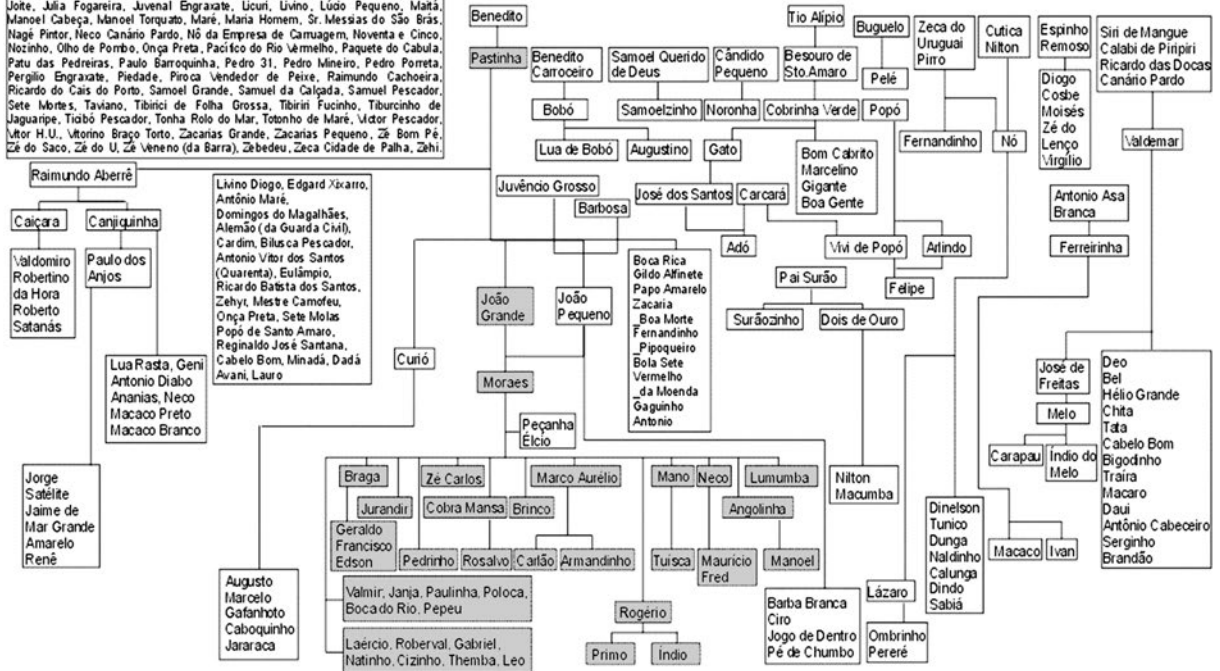 Joite, Julia Fogareira, Juvenal Engraxate, Licuri, Livino, Lúcio Pequeno, Maitá,
Manoel Cabeça, Manoel Torquato, Maré, Maria Homem, Sr. Messias do São Brás,
Nagé Pintor, Neco Canário Pardo, Nô da Empresa de Carruagem, Noventa e Cinco,
Nozinho, Olho de Pombo, Onça Preta, Pacífico do Rio Vermelho, Paquete do Cabula,
Patu das Pedreiras, Paulo Barroquinha, Pedro 31, Pedro Mineiro, Pedro Porreta,
Pergílio Engraxate, Piedade, Piroca Vendedor de Peixe, Raimundo Cachoeira,
Ricardo do Cais do Porto, Samoel Grande, Samuel da Calçada, Samuel Pescador,
Sete Mortes, Taviano, Tibirici de Folha Grossa, Tibiriri Fucinho, Tiburcinho de
Jaguaripe, Ticibó Pescador, Tonha Rolo do Mar, Totonho de Maré, Victor Pescador,
Vitor H.U., Vitorino Braço Torto, Zacarias Grande, Zacarias Pequeno, Zé Bom Pé,
Zé do Saco, Zé do U, Zé Veneno (da Barra), Zebedeu, Zeca Cidade de Palha, Zehi.
Benedito
Pastinha
Benedito
Carroceiro
Bobó
Lua de Bobó
Augustino
Samoel Querido
de Deus
Samoelzinho
Cândido
Pequeno
Noronha
Tio Alípio
Besouro de
Sto.Amaro
Cobrinha Verde
Buguelo
Pelé
Popó
Zeca do
Uruguai
Pirro
Fernandinho
Cutica
Nilton
Nó
Espinho
Remoso
Diogo
Cosbe
Moisés
Zé do
Lenço
Virgílio
Siri de Mangue
Calabi de Piripiri
Ricardo das Docas
Canário Pardo
Valdemar
Gato
Bom Cabrito
Marcelino
Gigante
Boa Gente
Raimundo Aberrê
Caiçara
Canjiquinha
Valdomiro
Robertino
da Hora
Roberto
Satanás
Paulo dos
Anjos
Lua Rasta, Geni
Antonio Diabo
Ananias, Neco
Macaco Preto
Macaco Branco
Jorge
Satélite
Jaime de
Mar Grande
Amarelo
Renê
Livino Diogo, Edgard Xixarro,
Antônio Maré,
Domingos do Magalhães,
Alemão (da Guarda Civil),
Cardim, Bilusca Pescador,
Antonio Vitor dos Santos
(Quarenta), Eulâmpio,
Ricardo Batista dos Santos,
Zehyr, Mestre Camofeu,
Onça Preta, Sete Molas
Popó de Santo Amaro,
Reginaldo José Santana,
Cabelo Bom, Minadá, Dadá
Avani, Lauro
Juvêncio Grosso
Barbosa
José dos Santos
Carcará
Adó
Vivi de Popó
Arlindo
Felipe
Antonio Asa
Branca
Ferreirinha
João
Grande
João
Pequeno
Boca Rica
Gildo Alfinete
Papo Amarelo
Zacaria
_Boa Morte
Fernandinho
_Pipoqueiro
Bola Sete
Vermelho
_da Moenda
Gaguinho
Antonio
Pai Surão
Surãozinho
Dois de Ouro
Curió
Moraes
Peçanha
Élcio
José de
Freitas
Melo
Carapau
Índio do
Melo
Deo
Bel
Hélio Grande
Chita
Tata
Cabelo Bom
Bigodinho
Traíra
Macaro
Daui
Antônio Cabeceiro
Serginho
Brandão
Braga
Zé Carlos
Marco Aurélio
Mano
Neco
Lumumba
Jurandir
Cobra Mansa
Brinco
Angolinha
Geraldo
Francisco
Edson
Pedrinho
Rosalvo
Carlão
Armandinho
Tuisca
Maurício
Fred
Manoel
Nilton
Macumba
Dinelson
Tunico
Dunga
Naldinho
Calunga
Dindo
Sabiá
Macaco
Ivan
Augusto
Marcelo
Gafanhoto
Caboquinho
Jararaca
Valmir, Janja, Paulinha, Poloca,
Boca do Rio, Pepeu
Laércio, Roberval, Gabriel,
Natinho, Cizinho, Themba, Leo
Rogério
Primo
Índio
Barba Branca
Ciro
Jogo de Dentro
Pé de Chumbo
Lázaro
Ombrinho
Pereré